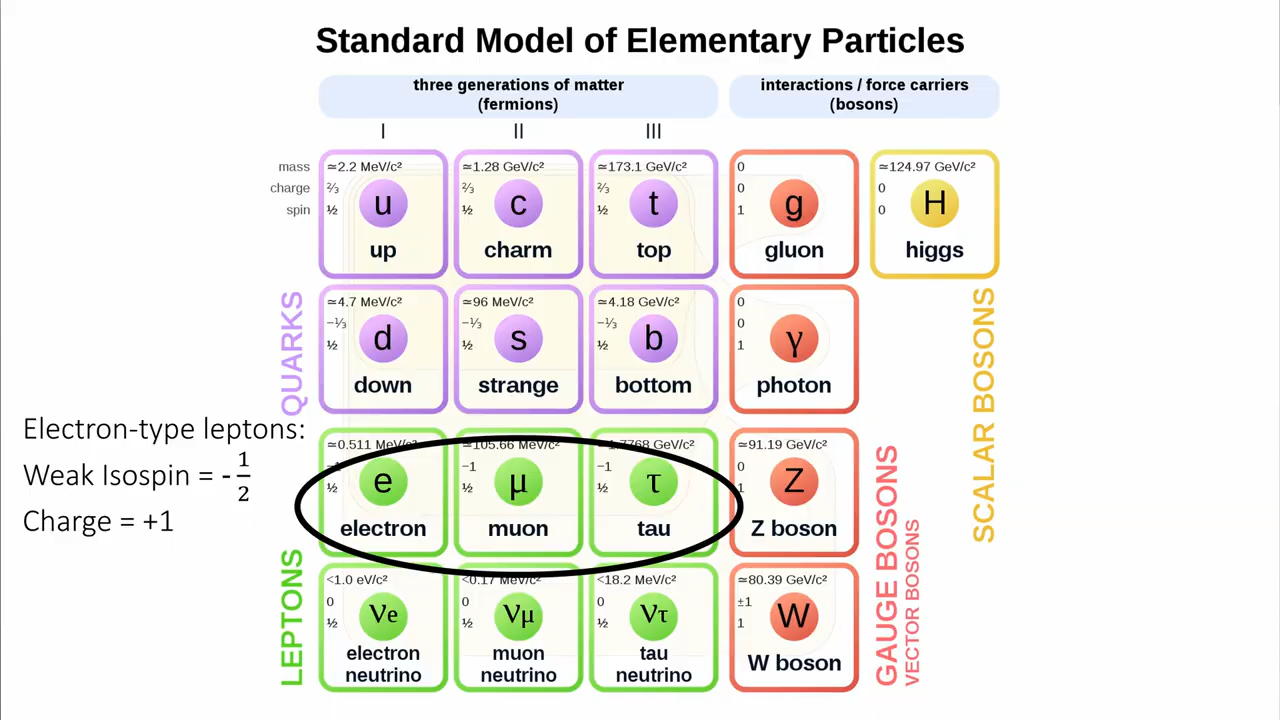 Standard Model of Elementary Particles
three generations of matter
(fermions)
interactions / force carriers
(bosons)
I II III
mass ≃2.2 MeV/c² ≃1.28 GeV/c² ≃173.1 GeV/c² 0 ≃124.97 GeV/c²
charge ⅔ ⅔ ⅔ 0 0
spin ½ ½ ½ 1 0
u c t g H
up charm top gluon higgs
QUARKS
≃4.7 MeV/c² ≃96 MeV/c² ≃4.18 GeV/c² 0
−⅓ −⅓ −⅓ 0
½ ½ ½ 1
d s b γ
down strange bottom photon
SCALAR BOSONS
Electron-type leptons:
Weak Isospin = - 1/2
Charge = +1
≃0.511 MeV/c² ≃105.66 MeV/c² ≃1.7768 GeV/c² ≃91.19 GeV/c²
−1 −1 −1 0
½ ½ ½ 1
e μ τ Z
electron muon tau Z boson
LEPTONS
<1.0 eV/c² <0.17 MeV/c² <18.2 MeV/c² ≃80.39 GeV/c²
0 0 0 ±1
½ ½ ½ 1
νe νμ ντ W
electron
neutrino
muon
neutrino
tau
neutrino
W boson
GAUGE BOSONS
VECTOR BOSONS